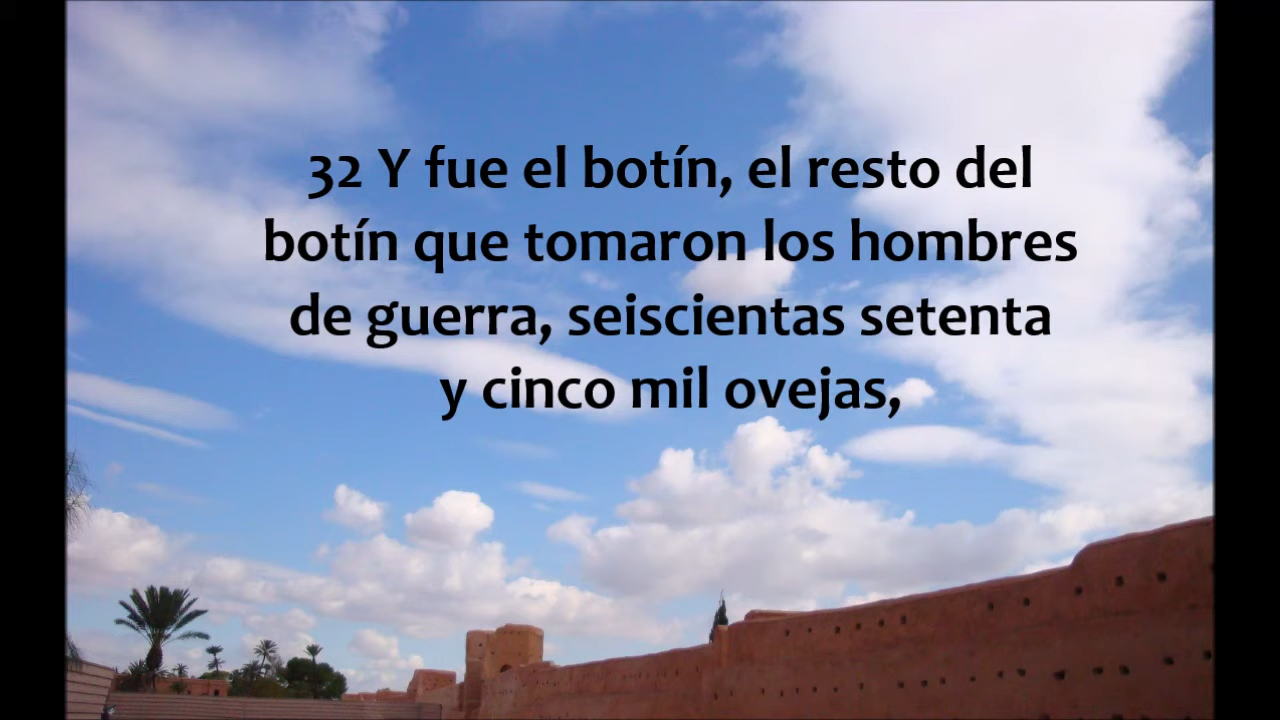 32 Y fue el botín, el resto del
botín que tomaron los hombres
de guerra, seiscientas setenta
y cinco mil ovejas,